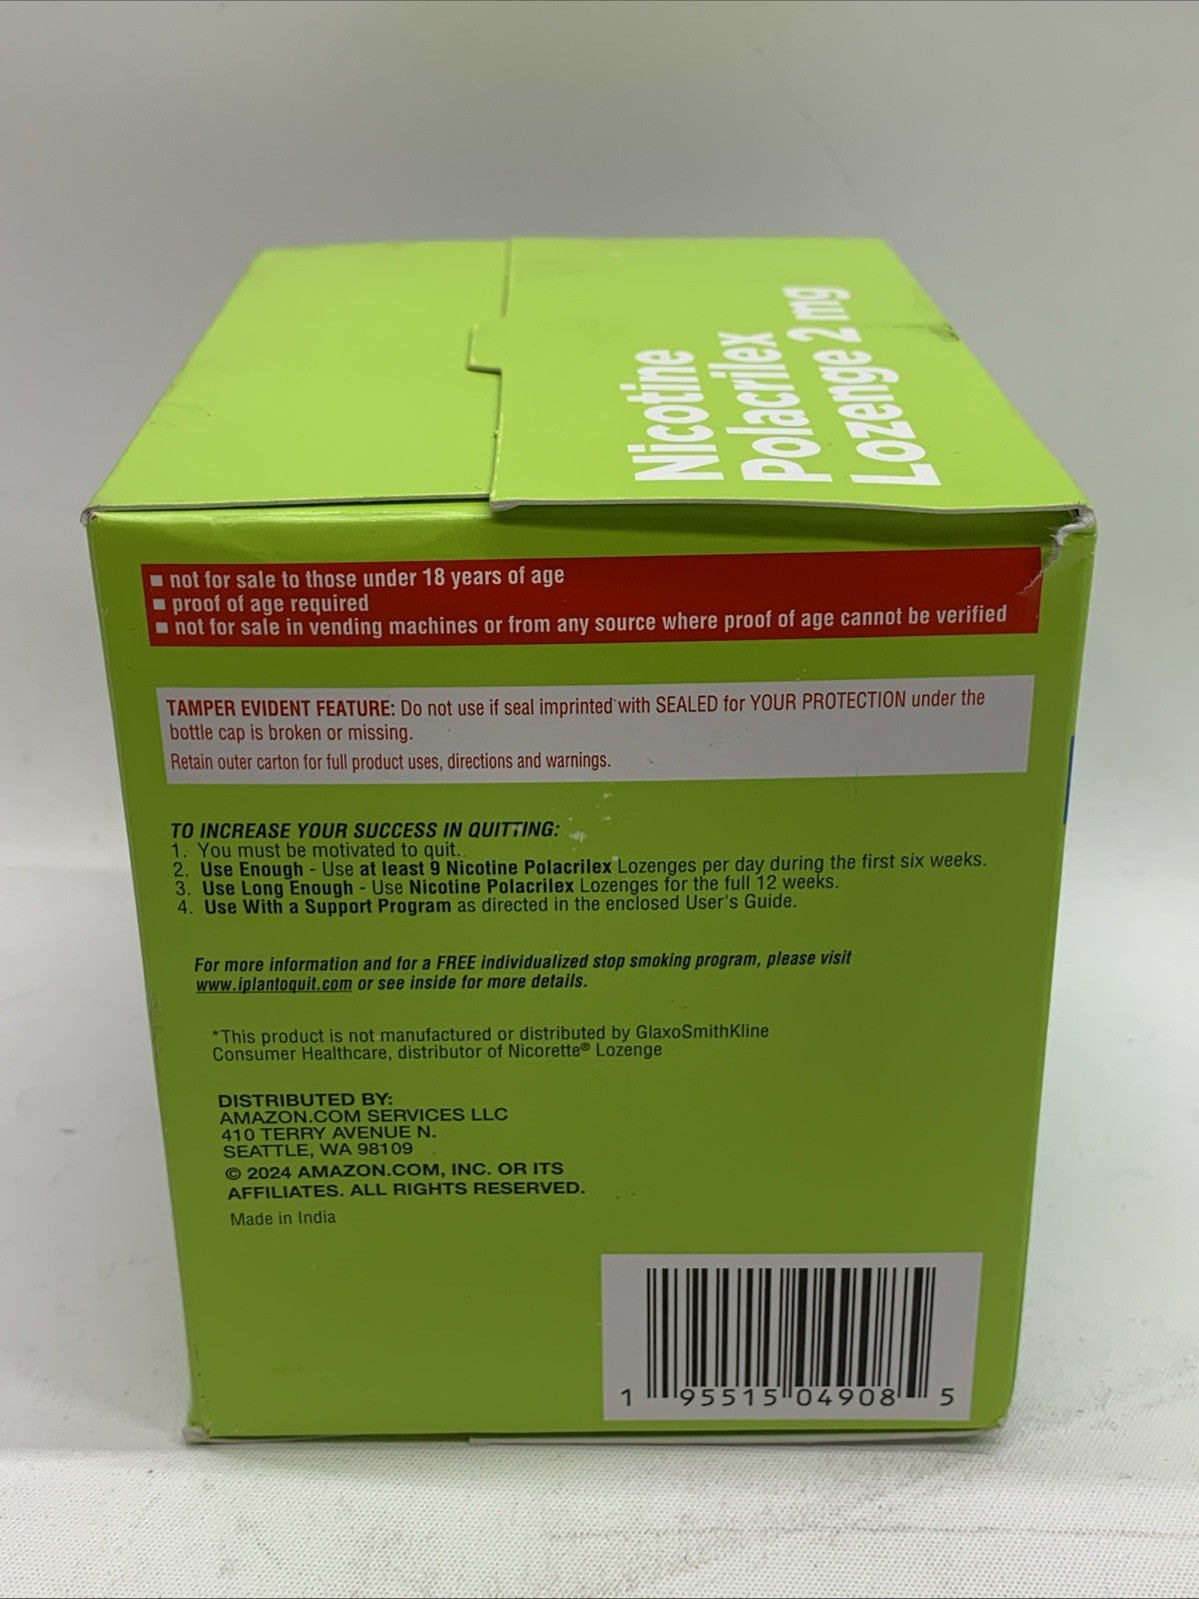 Nicotine
Polacrilex
Lozenge 2 mg
▪ not for sale to those under 18 years of age
▪ proof of age required
▪ not for sale in vending machines or from any source where proof of age cannot be verified
TAMPER EVIDENT FEATURE: Do not use if seal imprinted with SEALED for YOUR PROTECTION under the
bottle cap is broken or missing.
Retain outer carton for full product uses, directions and warnings.
TO INCREASE YOUR SUCCESS IN QUITTING:
1. You must be motivated to quit.
2. Use Enough - Use at least 9 Nicotine Polacrilex Lozenges per day during the first six weeks.
3. Use Long Enough - Use Nicotine Polacrilex Lozenges for the full 12 weeks.
4. Use With a Support Program as directed in the enclosed User's Guide.
For more information and for a FREE individualized stop smoking program, please visit
www.iplantoquit.com or see inside for more details.
*This product is not manufactured or distributed by GlaxoSmithKline
Consumer Healthcare, distributor of Nicorette® Lozenge
DISTRIBUTED BY:
AMAZON.COM SERVICES LLC
410 TERRY AVENUE N.
SEATTLE, WA 98109
© 2024 AMAZON.COM, INC. OR ITS
AFFILIATES. ALL RIGHTS RESERVED.
Made in India
1 95515 04908 5